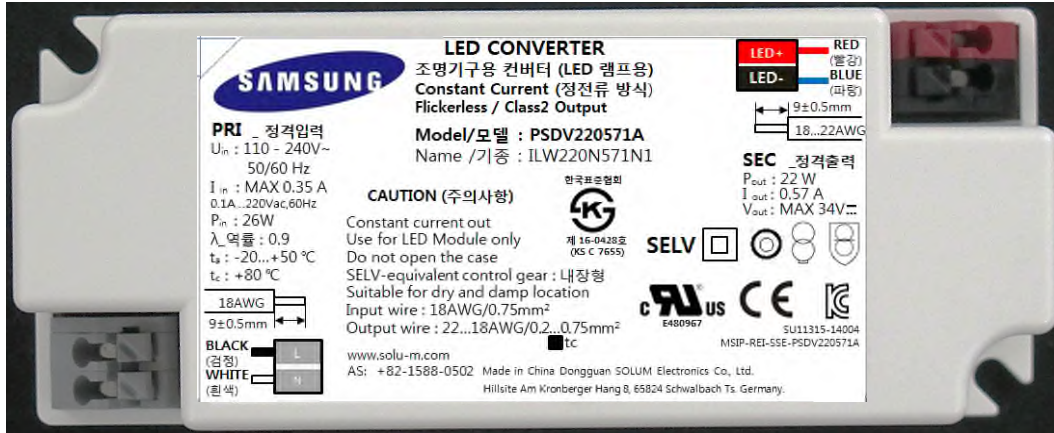 SAMSUNG
LED CONVERTER
조명기구용 컨버터 (LED 램프용)
Constant Current (정전류 방식)
Flickerless / Class2 Output
Model/모델 : PSDV220571A
Name /기종 : ILW220N571N1
LED+
RED
(빨강)
LED-
BLUE
(파랑)
9±0.5mm
18...22AWG
PRI _ 정격입력
Uin : 110 - 240V~
50/60 Hz
I in : MAX 0.35 A
0.1A...220Vac,60Hz
Pin : 26W
λ_역률 : 0.9
ta : -20...+50 ℃
tc : +80 ℃
18AWG
9±0.5mm
BLACK
(검정)
L
WHITE
(흰색)
N
CAUTION (주의사항)
Constant current out
Use for LED Module only
Do not open the case
SELV-equivalent control gear : 내장형
Suitable for dry and damp location
Input wire : 18AWG/0.75mm²
Output wire : 22...18AWG/0.2...0.75mm²
tc
www.solu-m.com
AS: +82-1588-0502 Made in China Dongguan SOLUM Electronics Co, Ltd.
Hillsite Am Kronberger Hang 8, 65824 Schwalbach Ts. Germany.
한국표준협회
제 16-0428호
(KS C 7655)
SEC _정격출력
Pout : 22 W
I out : 0.57 A
Vout : MAX 34V
SELV
c RU US
E480967
CE
SU11315-14004
MSIP-REI-SSE-PSDV220571A